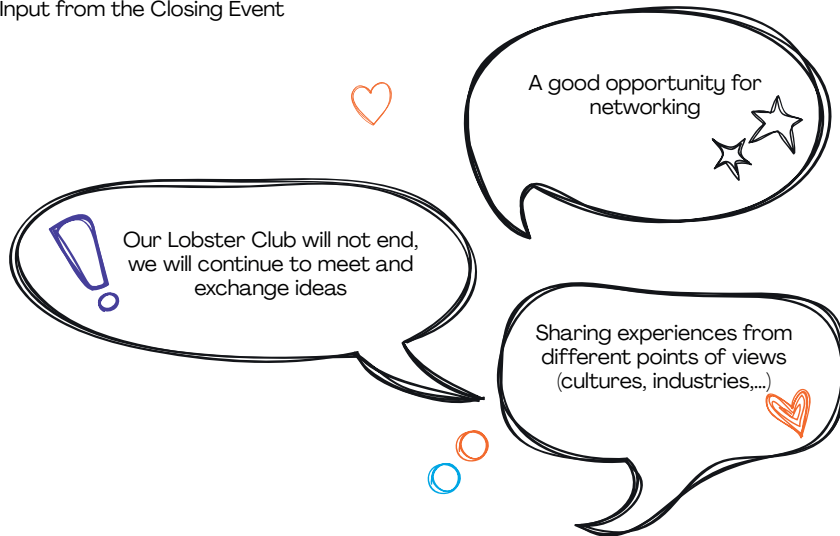 Input from the Closing Event
A good opportunity for
networking
Our Lobster Club will not end,
we will continue to meet and
exchange ideas
Sharing experiences from
different points of views
(cultures, industries,...)